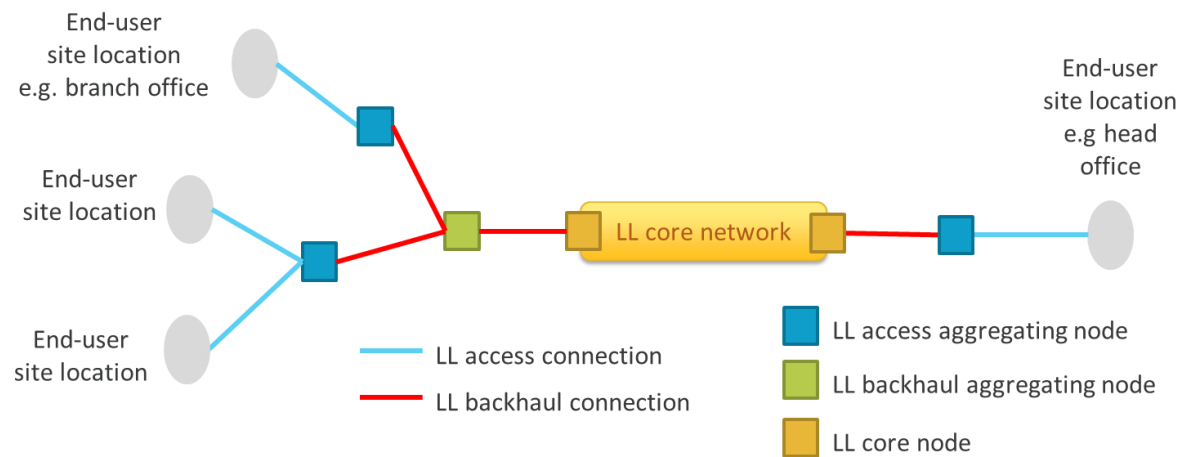 End-user
site location
e.g. branch office
End-user
site location
e.g head
office
End-user
site location
LL core network
End-user
site location
LL access connection
LL backhaul connection
LL access aggregating node
LL backhaul aggregating node
LL core node